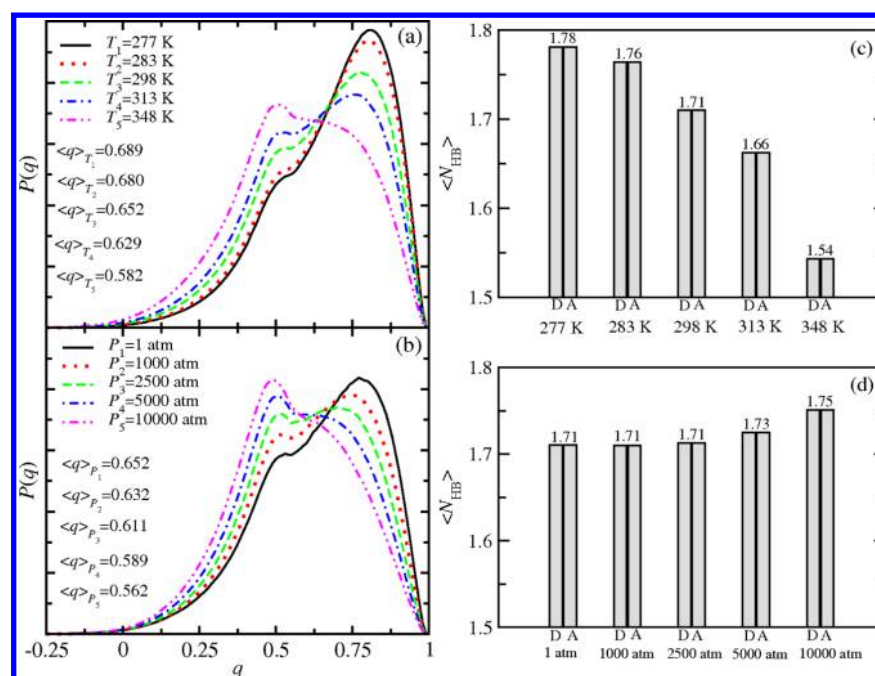 (a)
T₁=277 K
T₂=283 K
T₃=298 K
T₄=313 K
T₅=348 K
<q>T₁=0.689
<q>T₂=0.680
<q>T₃=0.652
<q>T₄=0.629
<q>T₅=0.582
P(q)
(b)
P₁=1 atm
P₂=1000 atm
P₃=2500 atm
P₄=5000 atm
P₅=10000 atm
<q>P₁=0.652
<q>P₂=0.632
<q>P₃=0.611
<q>P₄=0.589
<q>P₅=0.562
P(q)
-0.25 0 0.25 0.5 0.75 1
q
(c)
1.8
1.7
1.6
1.5
<N_HB>
1.78 1.76 1.71 1.66 1.54
D A D A D A D A D A
277 K 283 K 298 K 313 K 348 K
(d)
1.8
1.7
1.6
1.5
<N_HB>
1.71 1.71 1.71 1.73 1.75
D A D A D A D A D A
1 atm 1000 atm 2500 atm 5000 atm 10000 atm